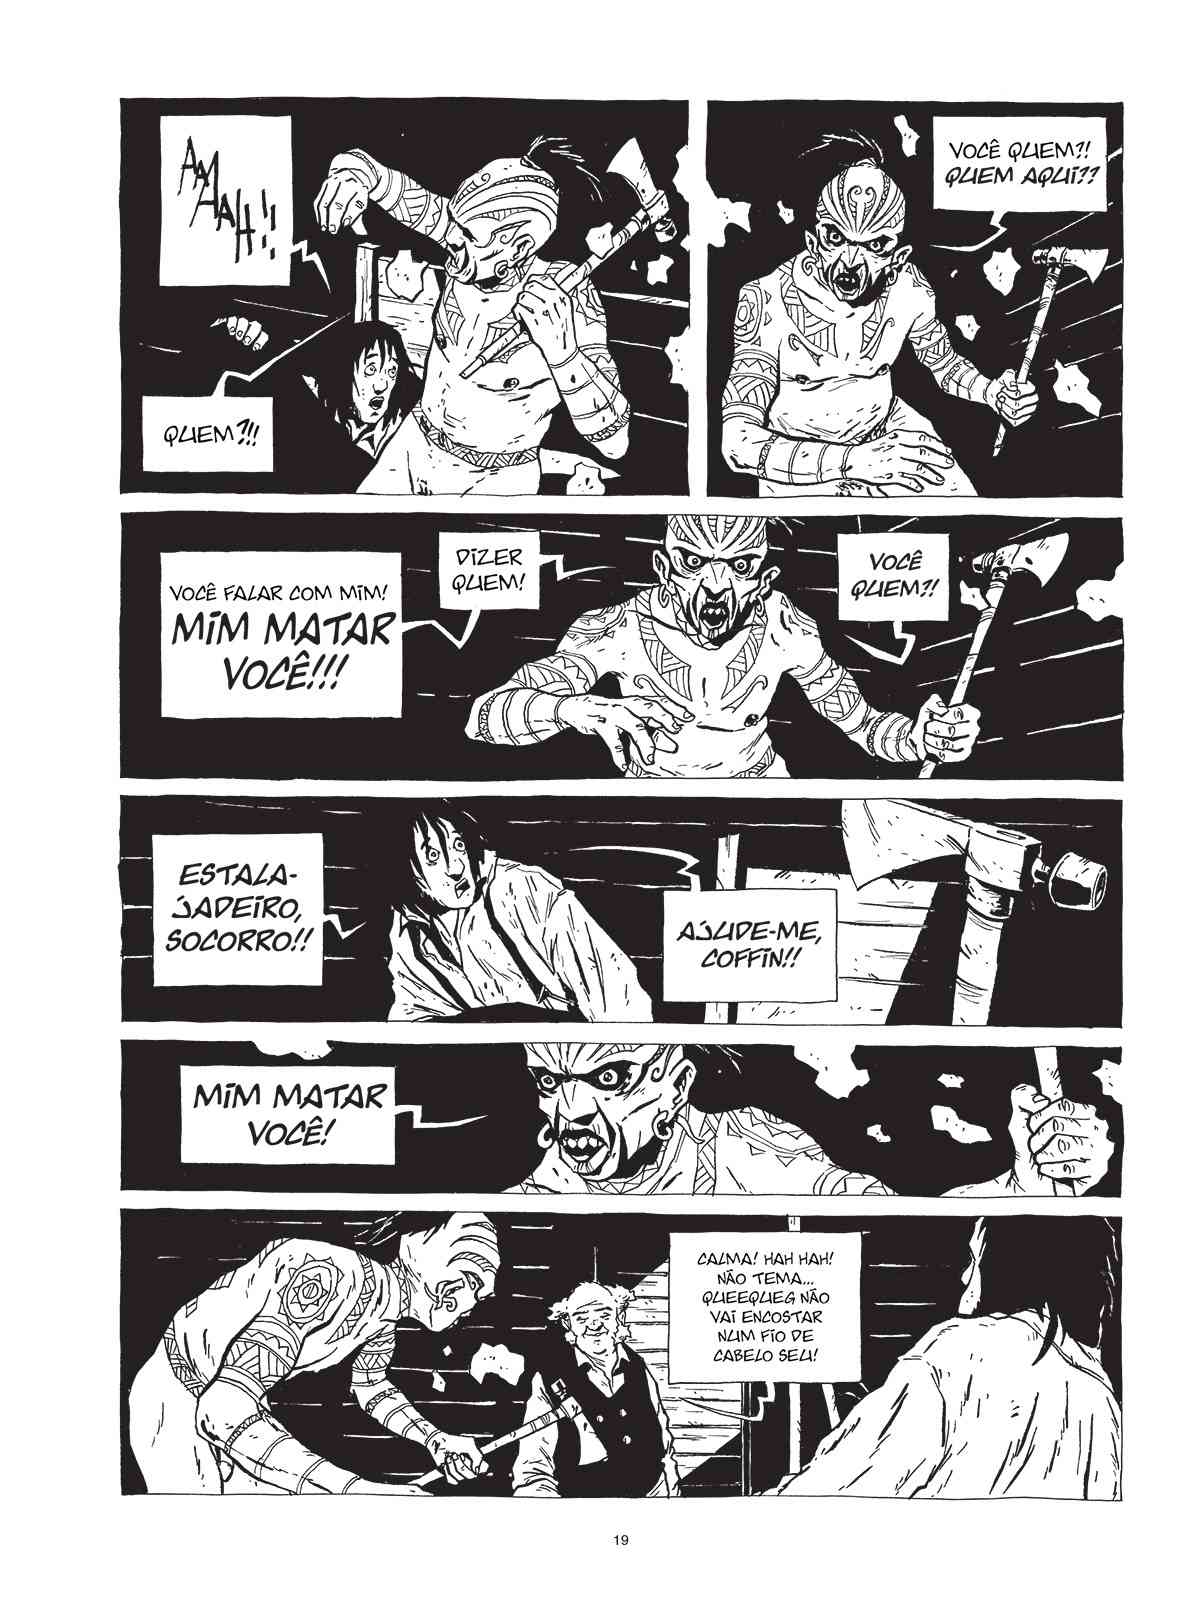 AAAAH!!
QUEM?!!
VOCÊ QUEM?!
QUEM AQUI??
VOCÊ FALAR COM MIM!
MIM MATAR
VOCÊ!!!
DIZER
QUEM!
VOCÊ
QUEM?!
ESTALA-
JADEIRO,
SOCORRO!!
AJUDE-ME,
COFFIN!!
MIM MATAR
VOCÊ!
CALMA! HAH HAH!
NÃO TEMA...
QUEEQUEG NÃO
VAI ENCOSTAR
NUM FIO DE
CABELO SEU!
19